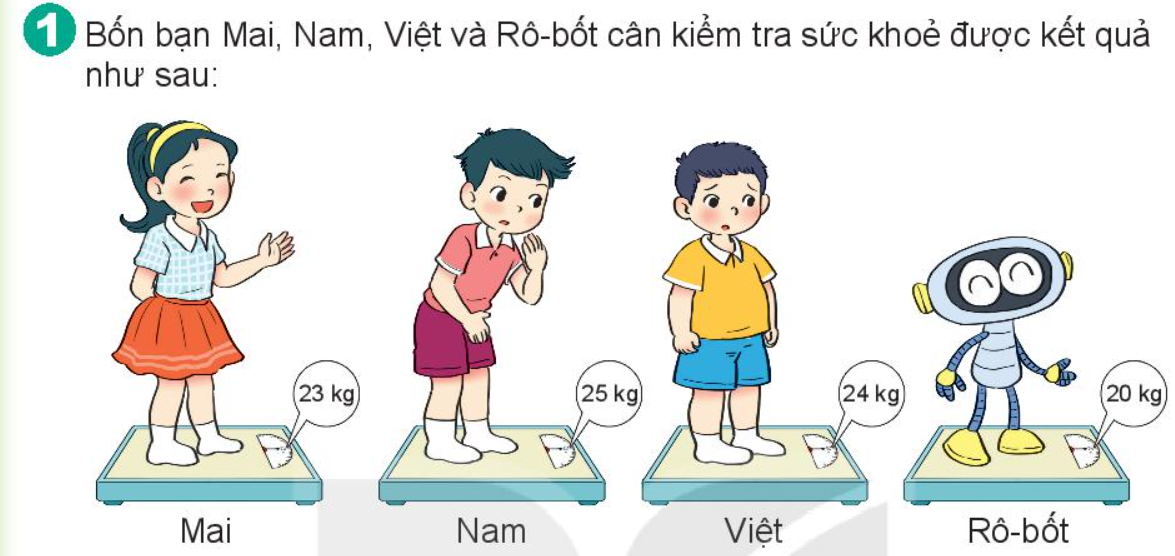 1 Bốn bạn Mai, Nam, Việt và Rô-bốt cân kiểm tra sức khoẻ được kết quả
như sau:
23 kg
25 kg
24 kg
20 kg
Mai
Nam
Việt
Rô-bốt